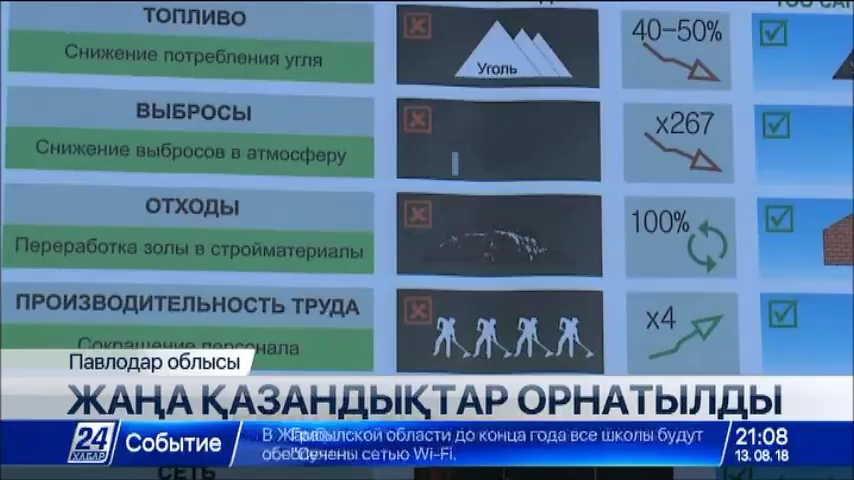 ТОПЛИВО
Снижение потребления угля
Уголь
40-50%
ВЫБРОСЫ
Снижение выбросов в атмосферу
x267
ОТХОДЫ
Переработка золы в стройматериалы
100%
ПРОИЗВОДИТЕЛЬНОСТЬ ТРУДА
Сокращение персонала
x4
Павлодар облысы
ЖАҢА ҚАЗАНДЫҚТАР ОРНАТЫЛДЫ
24
ХАБАР
Событие
области до конца года все школы будут
сетью Wi-Fi.
21:08
13.08.18
СЕТЬ